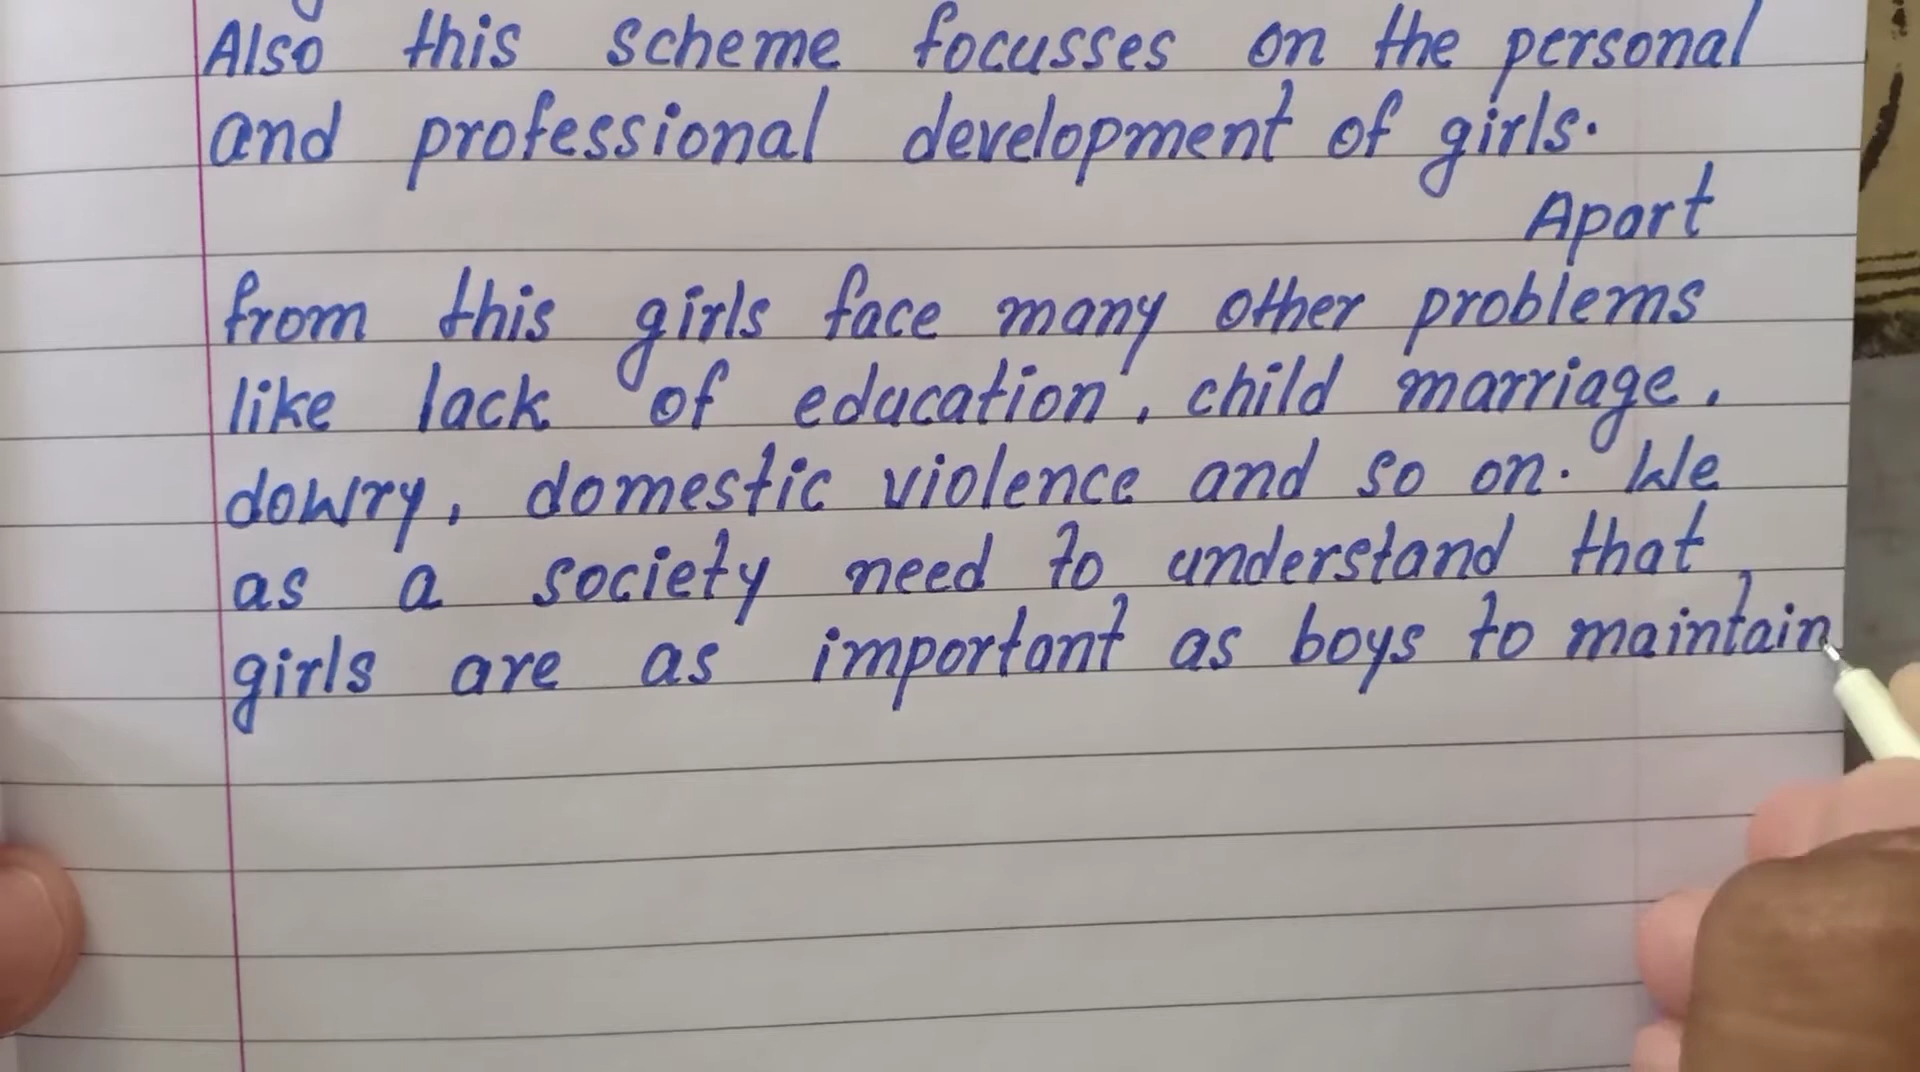 Also this scheme focusses on the personal
and professional development of girls.
Apart
from this girls face many other problems
like lack of education, child marriage,
dowry, domestic violence and so on. We
as a society need to understand that
girls are as important as boys to maintain